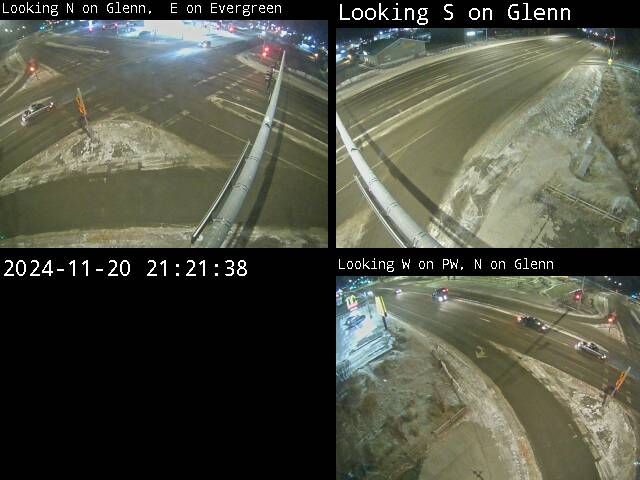 Looking N on Glenn, E on Evergreen
Looking S on Glenn
2024-11-20 21:21:38
Looking W on PW, N on Glenn